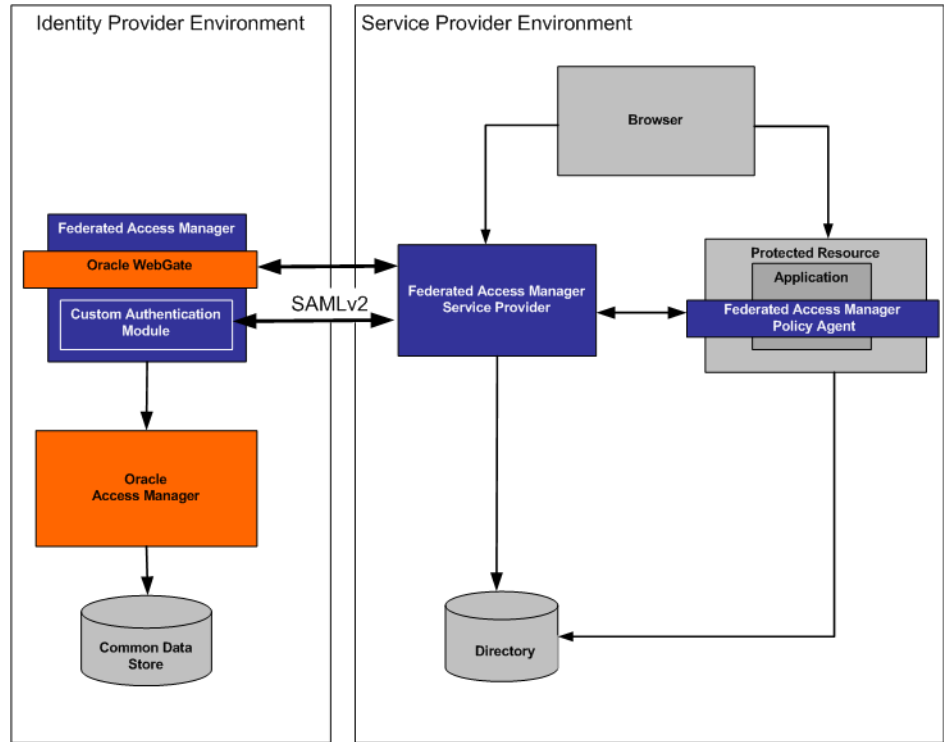 Identity Provider Environment
Service Provider Environment
Browser
Federated Access Manager
Oracle WebGate
Custom Authentication
Module
SAMLv2
Federated Access Manager
Service Provider
Protected Resource
Application
Federated Access Manager
Policy Agent
Oracle
Access Manager
Common Data
Store
Directory